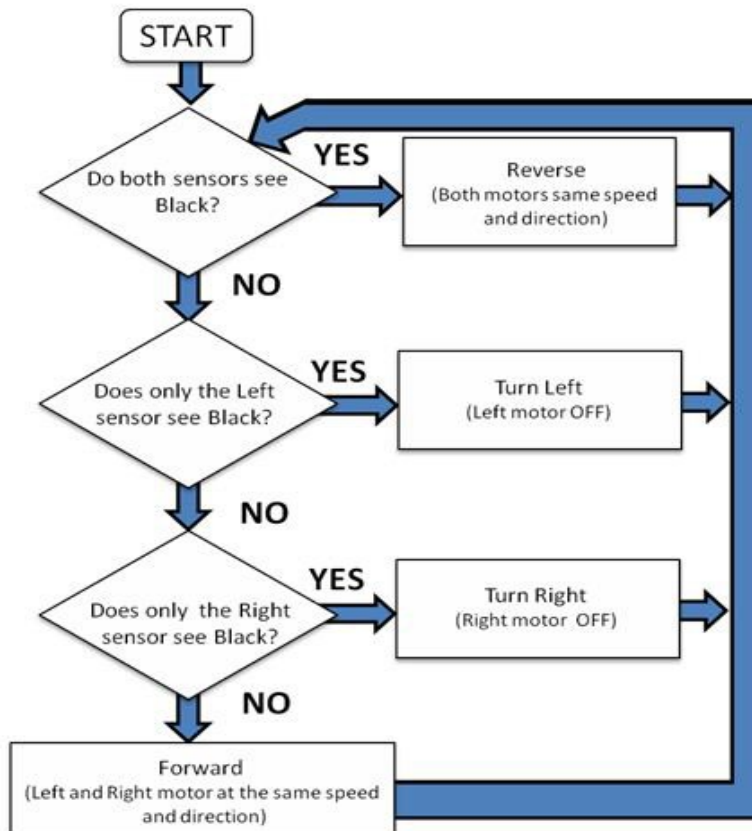 START
Do both sensors see
Black?
YES
Reverse
(Both motors same speed
and direction)
NO
Does only the Left
sensor see Black?
YES
Turn Left
(Left motor OFF)
NO
Does only the Right
sensor see Black?
YES
Turn Right
(Right motor OFF)
NO
Forward
(Left and Right motor at the same speed
and direction)